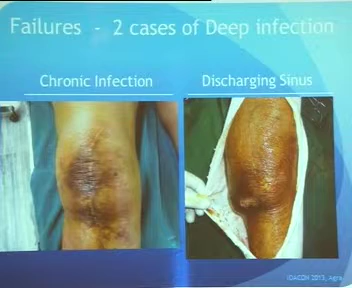 Failures - 2 cases of Deep infection
Chronic Infection
Discharging Sinus
IOACON 2013, Agra